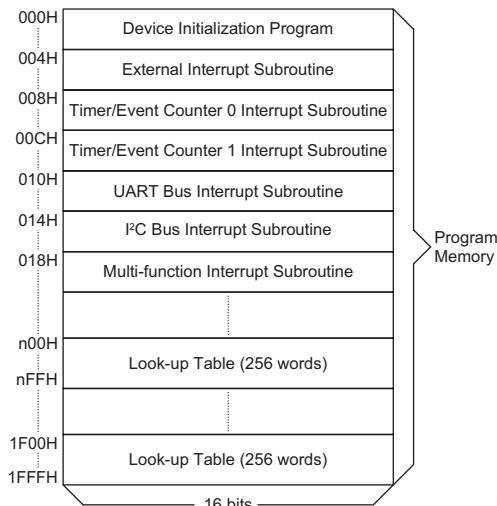 000H
Device Initialization Program
004H
External Interrupt Subroutine
008H
Timer/Event Counter 0 Interrupt Subroutine
00CH
Timer/Event Counter 1 Interrupt Subroutine
010H
UART Bus Interrupt Subroutine
014H
I²C Bus Interrupt Subroutine
018H
Multi-function Interrupt Subroutine
Program
Memory
n00H
Look-up Table (256 words)
nFFH
1F00H
Look-up Table (256 words)
1FFFH
16 bits